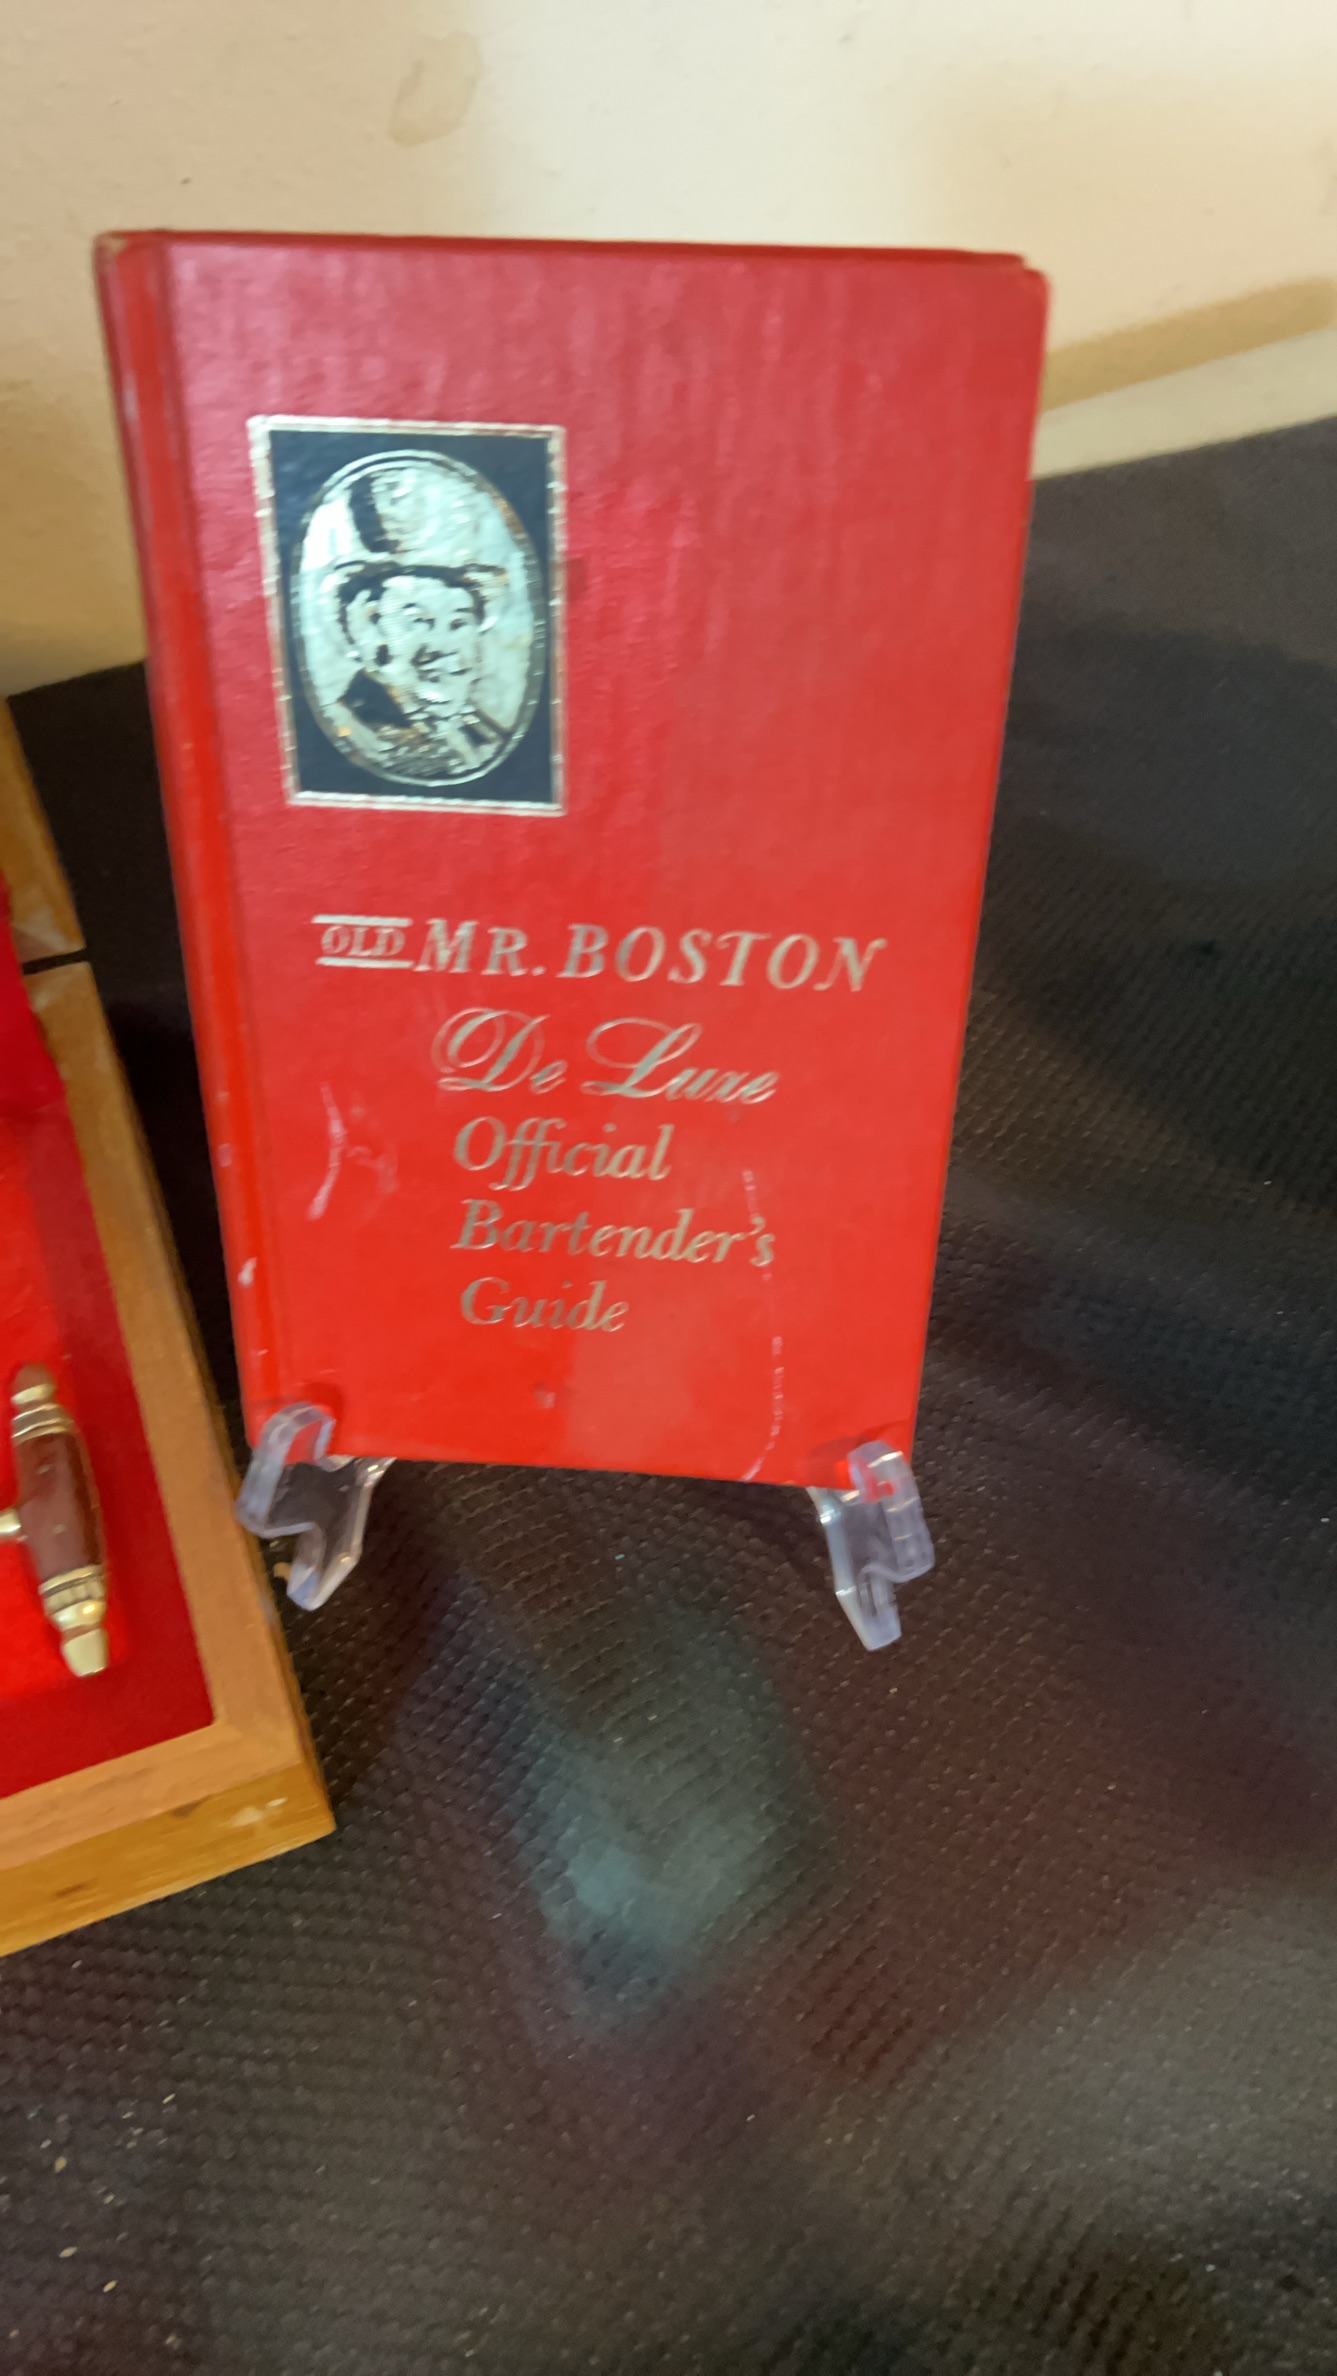 OLD MR. BOSTON
De Luxe
Official
Bartender's
Guide